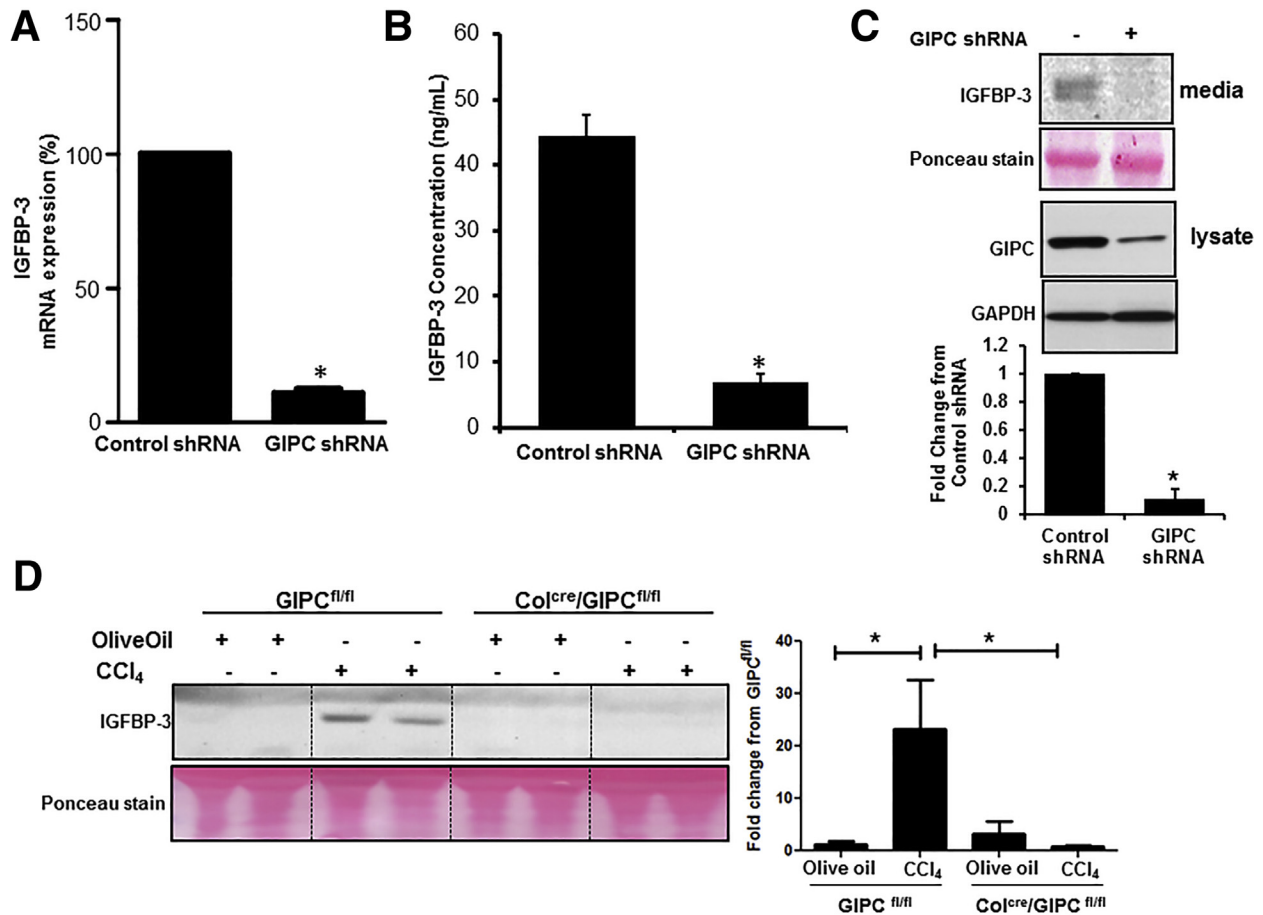 A
150
100
50
0
IGFBP-3
mRNA expression (%)
*
Control shRNA GIPC shRNA
B
60
50
40
30
20
10
0
IGFBP-3 Concentration (ng/mL)
*
Control shRNA GIPC shRNA
C
GIPC shRNA - +
IGFBP-3 media
Ponceau stain
GIPC lysate
GAPDH
1.2
1
0.8
0.6
0.4
0.2
0
Fold Change from
Control shRNA
*
Control
shRNA
GIPC
shRNA
D
GIPCfl/fl Colcre/GIPCfl/fl
OliveOil + + - - + + - -
CCl4 - - + + - - + +
IGFBP-3
Ponceau stain
40
30
20
10
0
Fold change from GIPCfl/fl
* *
Olive oil CCl4 Olive oil CCl4
GIPC fl/fl Colcre/GIPC fl/fl